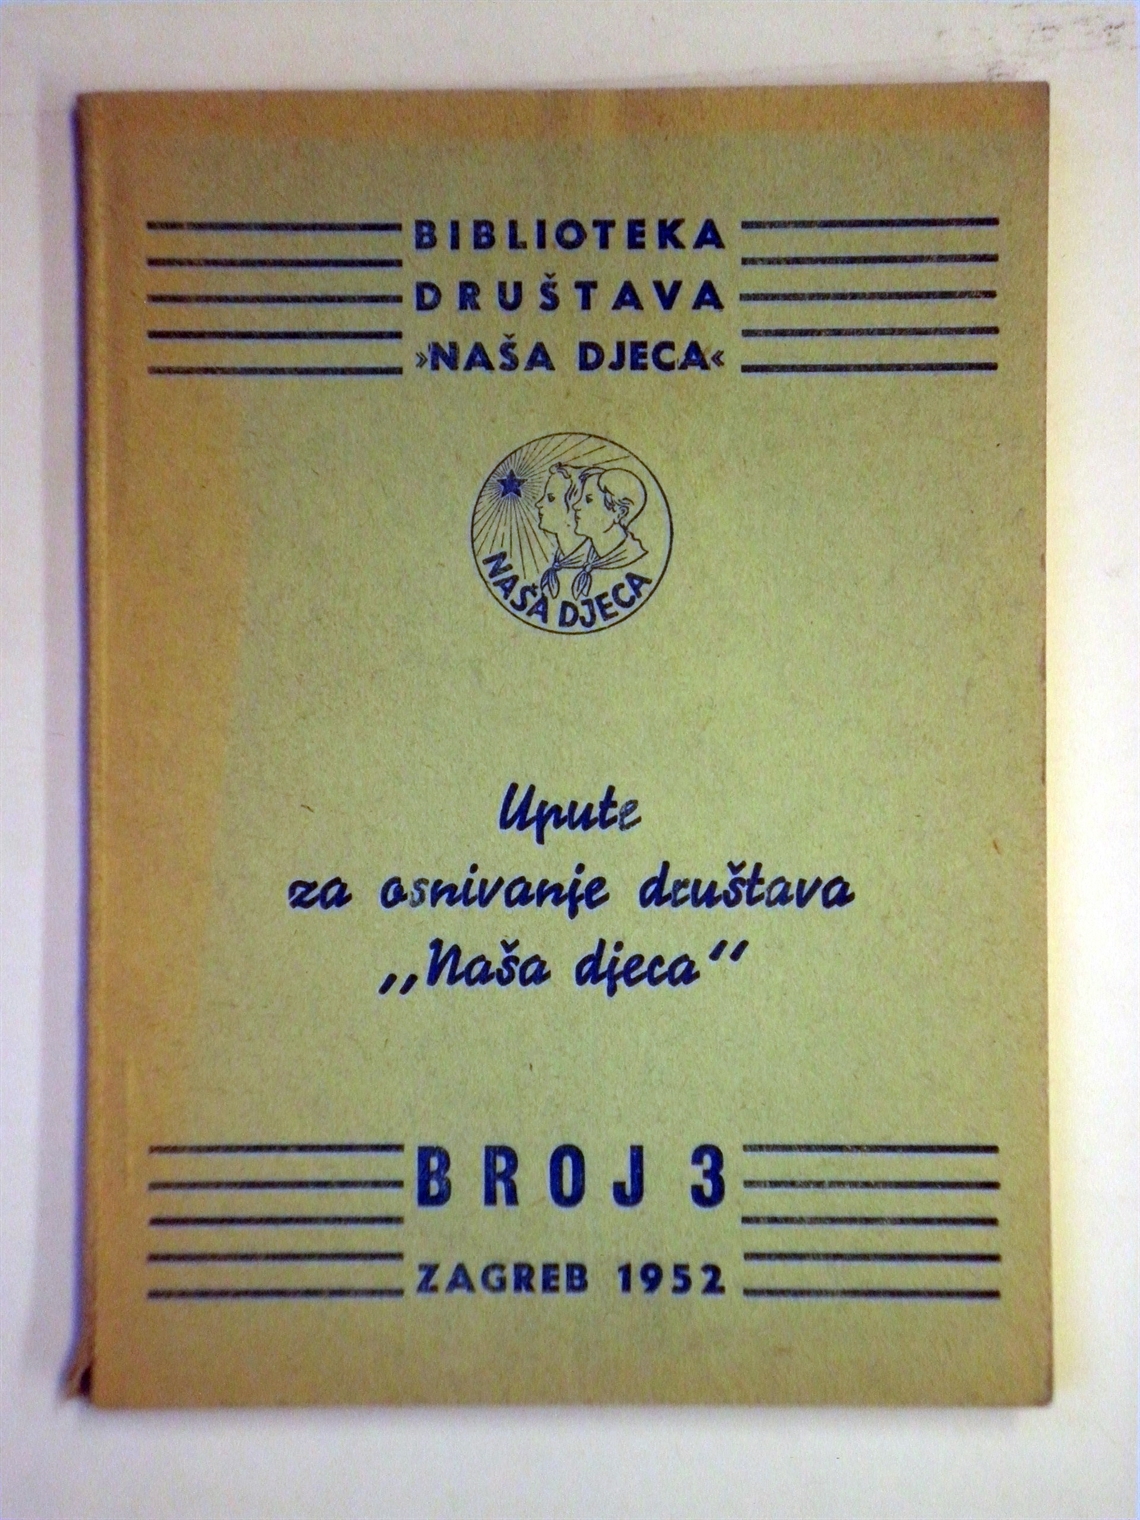 BIBLIOTEKA
DRUŠTAVA
»NAŠA DJECA«
NAŠA DJECA
Upute
za osnivanje društava
„Naša djeca“
BROJ 3
ZAGREB 1952